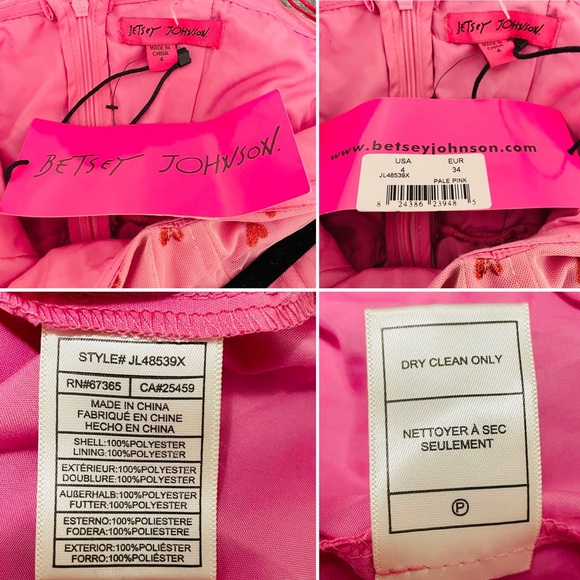 BETSEY JOHNSON.
MADE IN
CHINA
4
BETSEY JOHNSON.
BETSEY JOHNSON.
MADE IN
4
www.betseyjohnson.com
USA EUR
4 34
JL48539X PALE PINK
8 24386 23948 5
STYLE# JL48539X
RN#67365 CA#25459
MADE IN CHINA
FABRIQUÉ EN CHINE
HECHO EN CHINA
SHELL:100%POLYESTER
LINING:100%POLYESTER
EXTÉRIEUR:100%POLYESTER
DOUBLURE:100%POLYESTER
AUßERHALB:100%POLYESTER
FUTTER:100%POLYESTER
ESTERNO:100%POLIESTERE
FODERA:100%POLIESTERE
EXTERIOR:100%POLIÉSTER
FORRO:100%POLIÉSTER
DRY CLEAN ONLY
NETTOYER À SEC
SEULEMENT
P